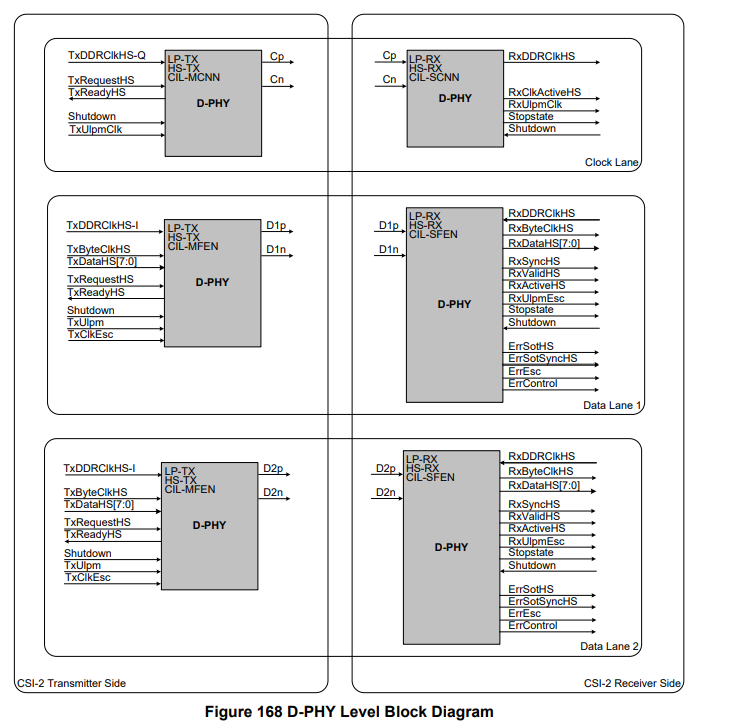 TxDDRClkHS-Q
TxRequestHS
TxReadyHS
Shutdown
TxUlpmClk
LP-TX
HS-TX
CIL-MCNN
D-PHY
Cp
Cn
Cp
Cn
LP-RX
HS-RX
CIL-SCNN
D-PHY
RxDDRClkHS
RxClkActiveHS
RxUlpmClk
Stopstate
Shutdown
Clock Lane
TxDDRClkHS-I
TxByteClkHS
TxDataHS[7:0]
TxRequestHS
TxReadyHS
Shutdown
TxUlpm
TxClkEsc
LP-TX
HS-TX
CIL-MFEN
D-PHY
D1p
D1n
D1p
D1n
LP-RX
HS-RX
CIL-SFEN
D-PHY
RxDDRClkHS
RxByteClkHS
RxDataHS[7:0]
RxSyncHS
RxValidHS
RxActiveHS
RxUlpmEsc
Stopstate
Shutdown
ErrSotHS
ErrSotSyncHS
ErrEsc
ErrControl
Data Lane 1
TxDDRClkHS-I
TxByteClkHS
TxDataHS[7:0]
TxRequestHS
TxReadyHS
Shutdown
TxUlpm
TxClkEsc
LP-TX
HS-TX
CIL-MFEN
D-PHY
D2p
D2n
D2p
D2n
LP-RX
HS-RX
CIL-SFEN
D-PHY
RxDDRClkHS
RxByteClkHS
RxDataHS[7:0]
RxSyncHS
RxValidHS
RxActiveHS
RxUlpmEsc
Stopstate
Shutdown
ErrSotHS
ErrSotSyncHS
ErrEsc
ErrControl
Data Lane 2
CSI-2 Transmitter Side
CSI-2 Receiver Side
Figure 168 D-PHY Level Block Diagram